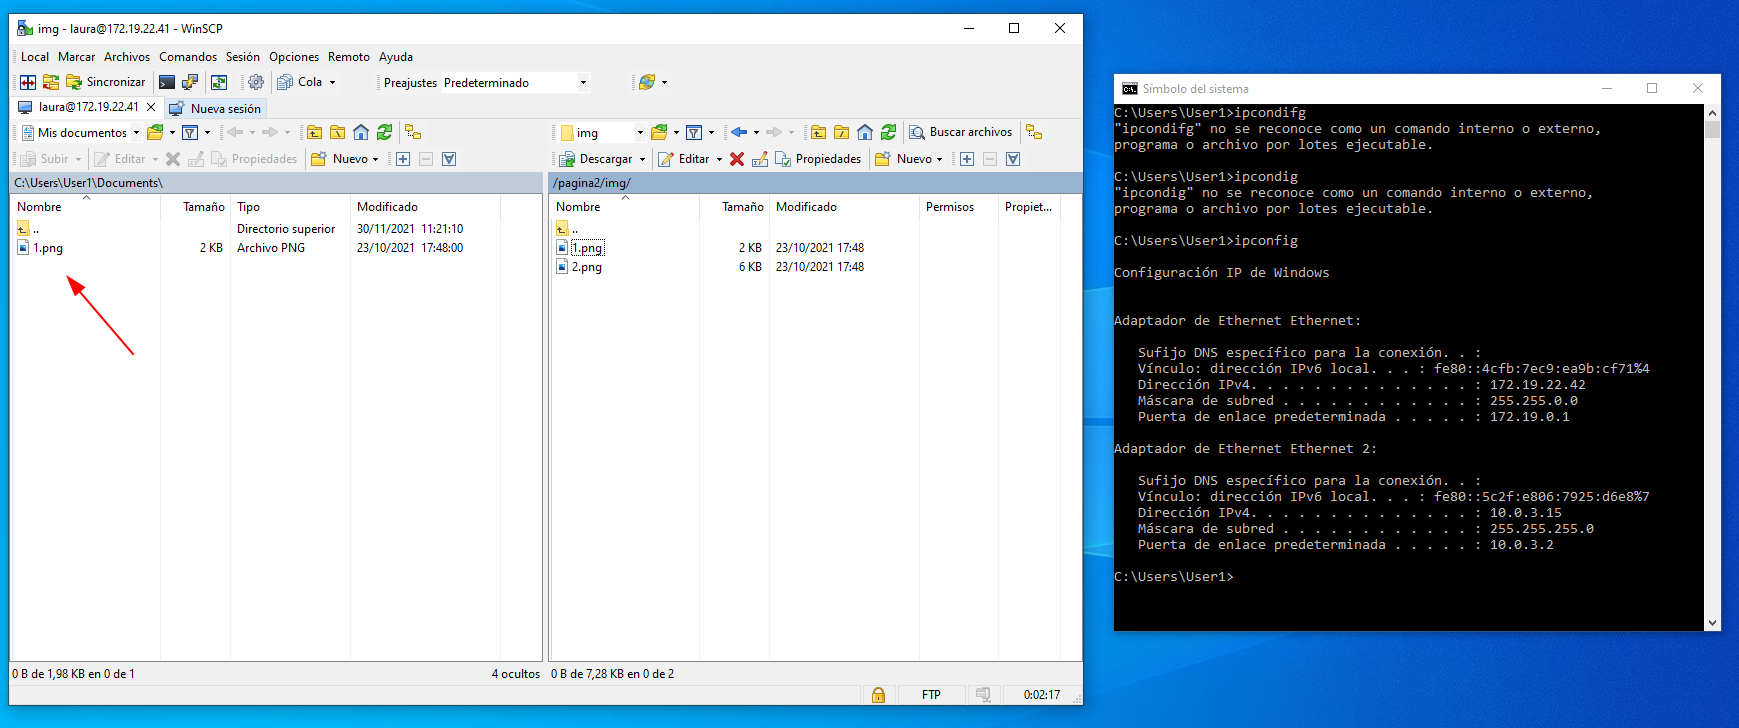 img - laura@172.19.22.41 - WinSCP
Local Marcar Archivos Comandos Sesión Opciones Remoto Ayuda
Sincronizar Cola Preajustes Predeterminado
laura@172.19.22.41 Nueva sesión
Mis documentos img Buscar archivos
Subir Editar Propiedades Nuevo Descargar Editar Propiedades Nuevo
C:\Users\User1\Documents\ /pagina2/img/
Nombre Tamaño Tipo Modificado Nombre Tamaño Modificado Permisos Propiet...
.. Directorio superior 30/11/2021 11:21:10 ..
1.png 2 KB Archivo PNG 23/10/2021 17:48:00 1.png 2 KB 23/10/2021 17:48
2.png 6 KB 23/10/2021 17:48
0 B de 1,98 KB en 0 de 1 4 ocultos 0 B de 7,28 KB en 0 de 2
FTP 0:02:17
Símbolo del sistema
C:\Users\User1>ipcondifg
"ipcondifg" no se reconoce como un comando interno o externo,
programa o archivo por lotes ejecutable.
C:\Users\User1>ipcondig
"ipcondig" no se reconoce como un comando interno o externo,
programa o archivo por lotes ejecutable.
C:\Users\User1>ipconfig
Configuración IP de Windows
Adaptador de Ethernet Ethernet:
Sufijo DNS específico para la conexión. . :
Vínculo: dirección IPv6 local. . . : fe80::4cfb:7ec9:ea9b:cf71%4
Dirección IPv4. . . . . . . . . . . . . . : 172.19.22.42
Máscara de subred . . . . . . . . . . . . : 255.255.0.0
Puerta de enlace predeterminada . . . . . : 172.19.0.1
Adaptador de Ethernet Ethernet 2:
Sufijo DNS específico para la conexión. . :
Vínculo: dirección IPv6 local. . . : fe80::5c2f:e806:7925:d6e8%7
Dirección IPv4. . . . . . . . . . . . . . : 10.0.3.15
Máscara de subred . . . . . . . . . . . . : 255.255.255.0
Puerta de enlace predeterminada . . . . . : 10.0.3.2
C:\Users\User1>